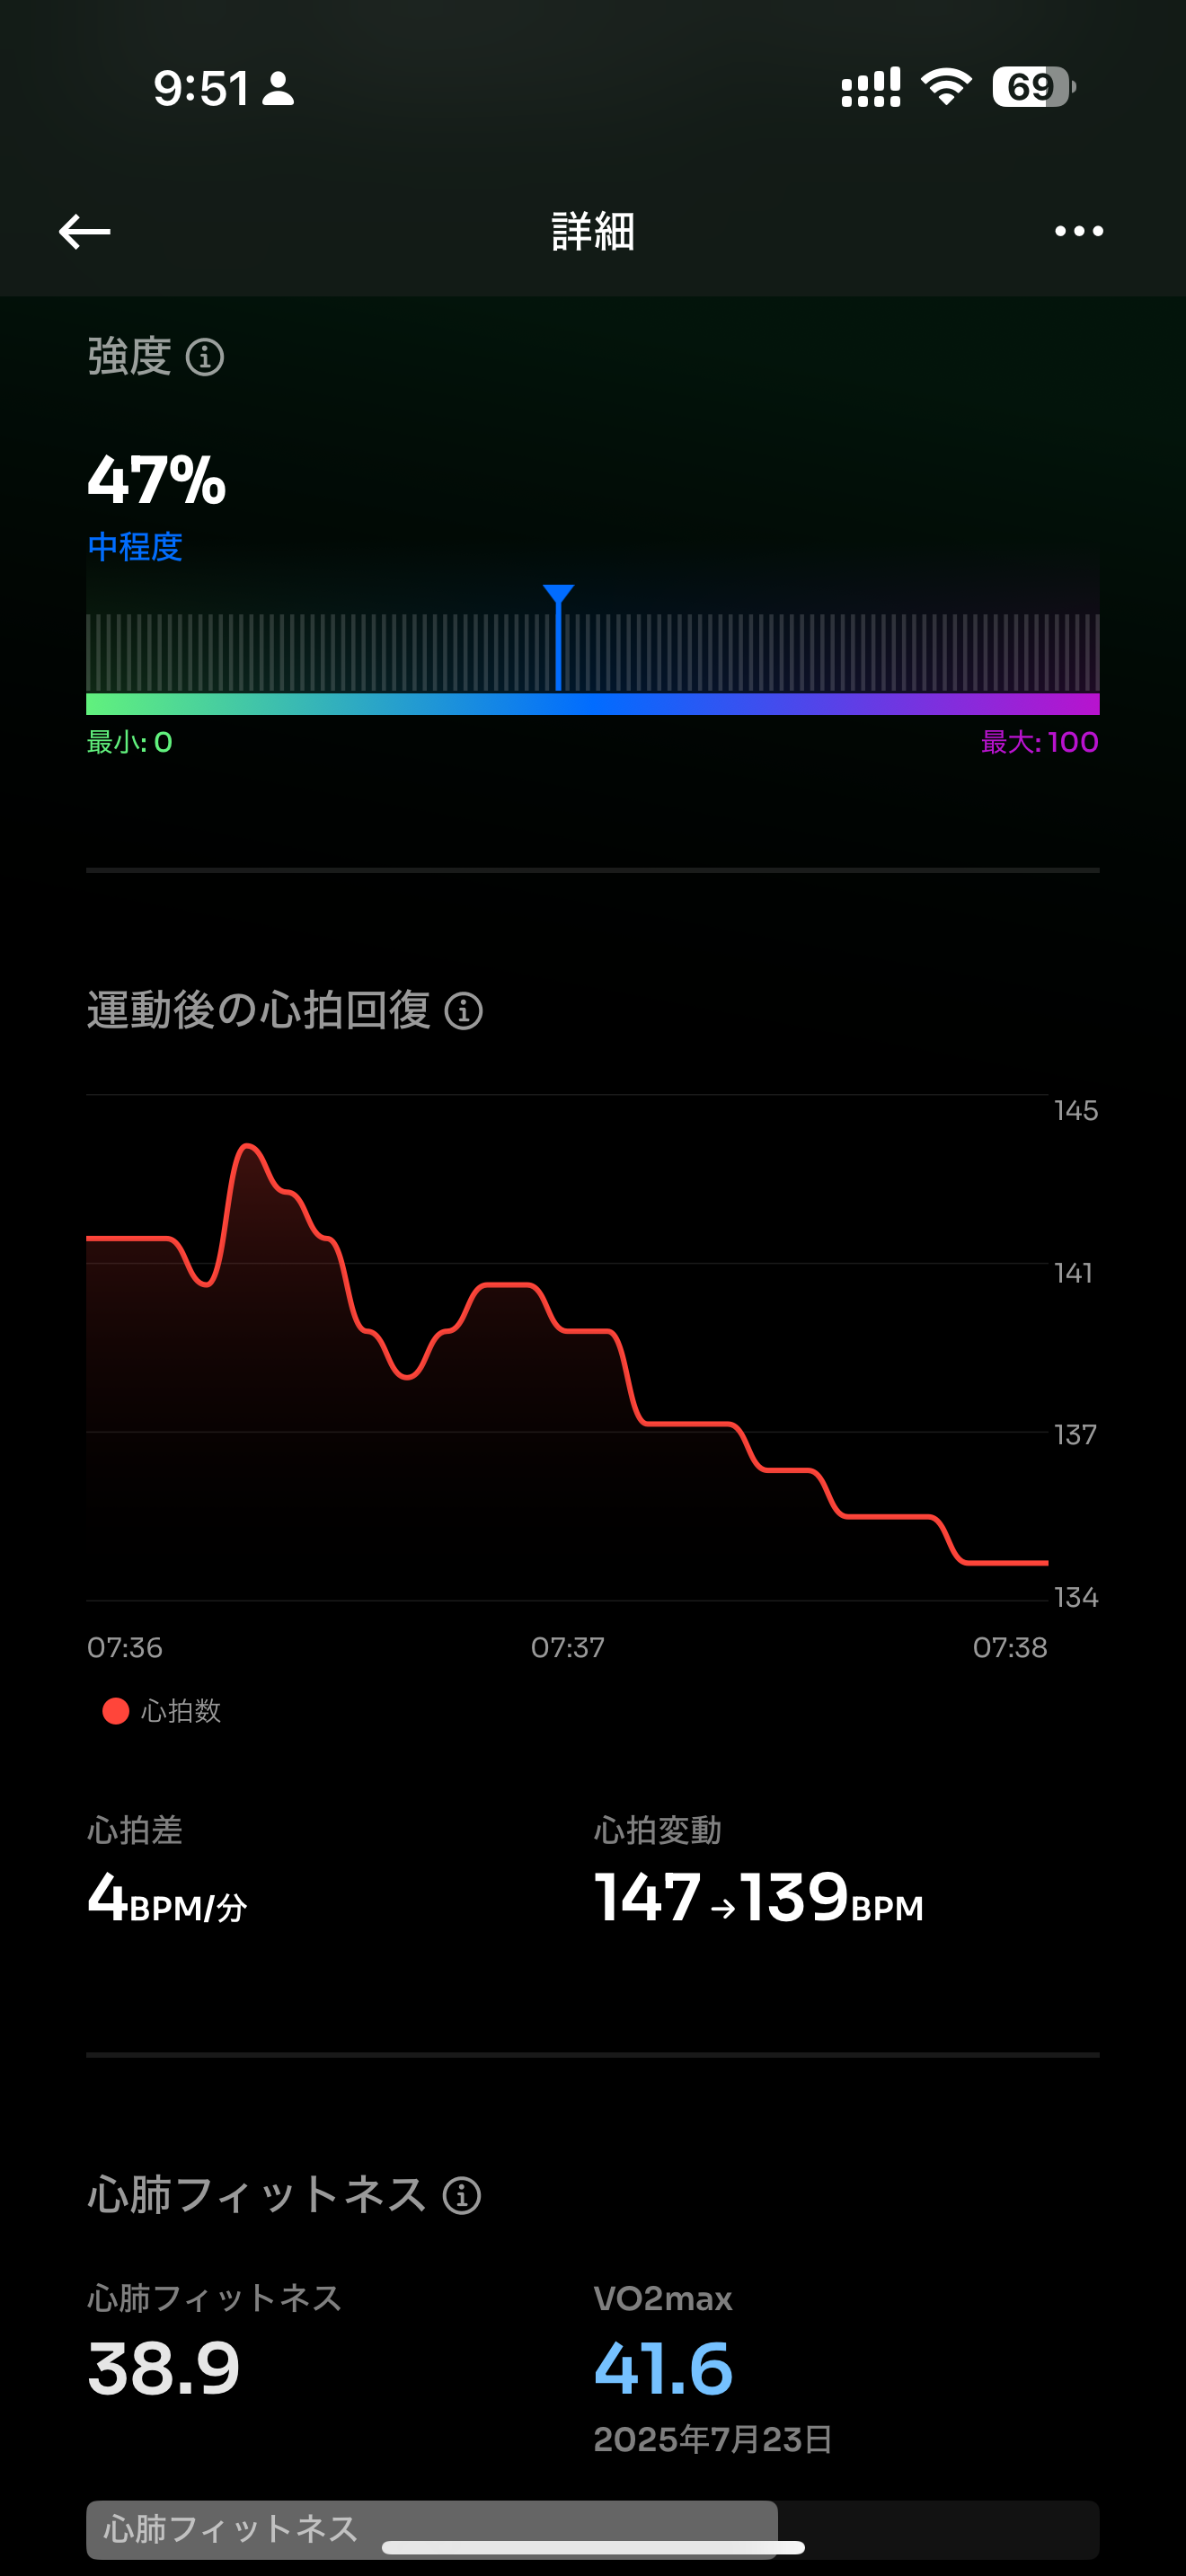 9:51
69
詳細
強度
47%
中程度
最小: 0
最大: 100
運動後の心拍回復
145
141
137
134
07:36
07:37
07:38
心拍数
心拍差
心拍変動
4BPM/分
147→139BPM
心肺フィットネス
心肺フィットネス
VO2max
38.9
41.6
2025年7月23日
心肺フィットネス